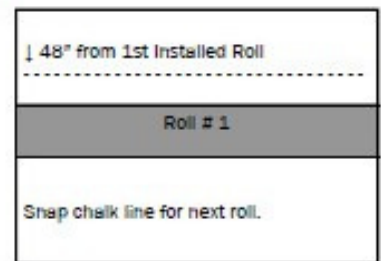 ↓ 48" from 1st Installed Roll
Roll # 1
Snap chalk line for next roll.